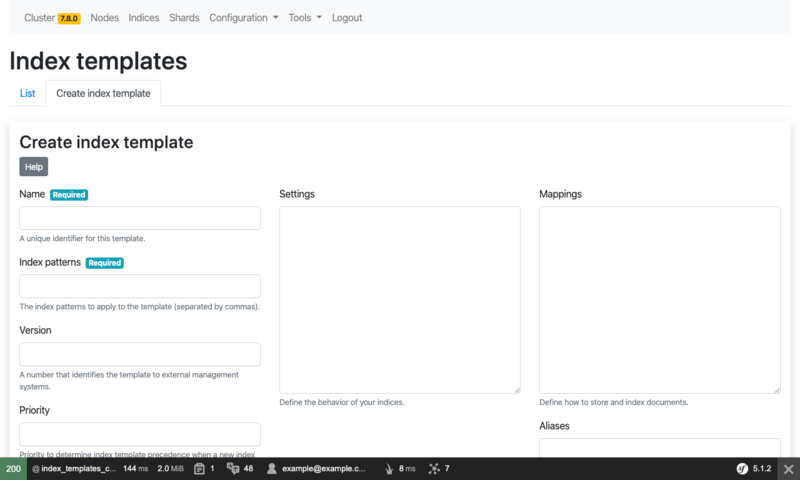 Cluster 7.8.0 Nodes Indices Shards Configuration Tools Logout
Index templates
List Create index template
Create index template
Help
Name Required
A unique identifier for this template.
Index patterns Required
The index patterns to apply to the template (separated by commas).
Version
A number that identifies the template to external management
systems.
Priority
Priority to determine index template precedence when a new index
Settings
Define the behavior of your indices.
Mappings
Define how to store and index documents.
Aliases
200 @ index_templates_c... 144 ms 2.0 MiB 1 48 example@example.c... 8 ms 7 sf 5.1.2